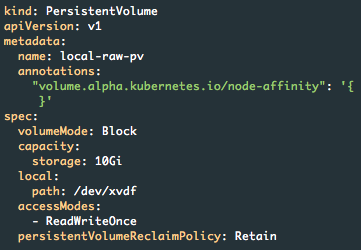 kind: PersistentVolume
apiVersion: v1
metadata:
  name: local-raw-pv
  annotations:
    "volume.alpha.kubernetes.io/node-affinity": '{
     }'
spec:
  volumeMode: Block
  capacity:
    storage: 10Gi
  local:
    path: /dev/xvdf
  accessModes:
    - ReadWriteOnce
  persistentVolumeReclaimPolicy: Retain